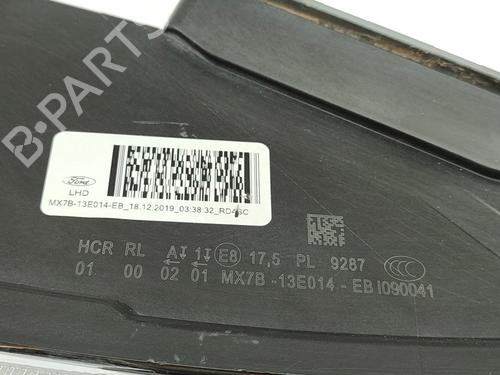 B-PARTS
Ford
LHD
MX7B-13E014-EB_18.12.2019_03:38:32_RD4SC
HCR RL A 1 E8 17,5 PL 9287 CCC
01 00 02 01 MX7B -13E014 - EB I090041